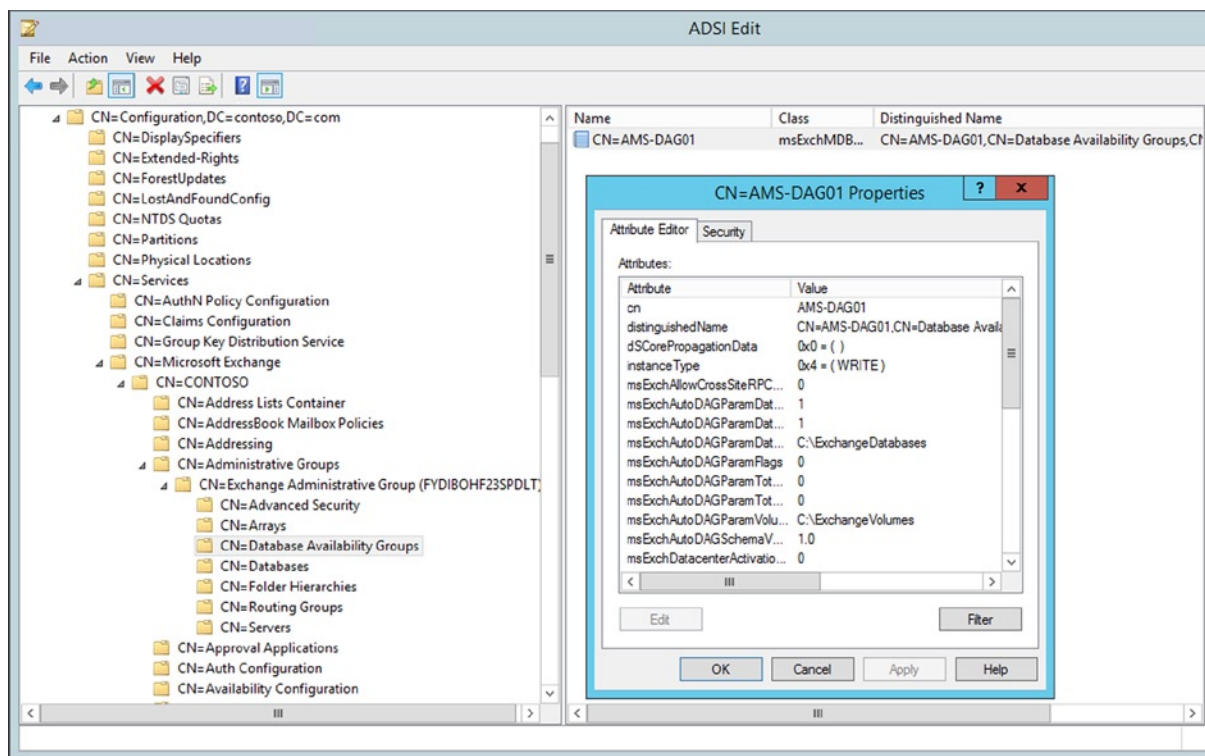 ADSI Edit
File Action View Help
CN=Configuration,DC=contoso,DC=com
CN=DisplaySpecifiers
CN=Extended-Rights
CN=ForestUpdates
CN=LostAndFoundConfig
CN=NTDS Quotas
CN=Partitions
CN=Physical Locations
CN=Services
CN=AuthN Policy Configuration
CN=Claims Configuration
CN=Group Key Distribution Service
CN=Microsoft Exchange
CN=CONTOSO
CN=Address Lists Container
CN=AddressBook Mailbox Policies
CN=Addressing
CN=Administrative Groups
CN=Exchange Administrative Group (FYDIBOHF23SPDLT)
CN=Advanced Security
CN=Arrays
CN=Database Availability Groups
CN=Databases
CN=Folder Hierarchies
CN=Routing Groups
CN=Servers
CN=Approval Applications
CN=Auth Configuration
CN=Availability Configuration
Name Class Distinguished Name
CN=AMS-DAG01 msExchMDB... CN=AMS-DAG01,CN=Database Availability Groups,CN
CN=AMS-DAG01 Properties ? x
Attribute Editor Security
Attributes:
Attribute Value
cn AMS-DAG01
distinguishedName CN=AMS-DAG01,CN=Database Availa
dSCorePropagationData 0x0 = ( )
instanceType 0x4 = ( WRITE )
msExchAllowCrossSiteRPC... 0
msExchAutoDAGParamDat... 1
msExchAutoDAGParamDat... 1
msExchAutoDAGParamDat... C:\ExchangeDatabases
msExchAutoDAGParamFlags 0
msExchAutoDAGParamTot... 0
msExchAutoDAGParamTot... 0
msExchAutoDAGParamVolu... C:\ExchangeVolumes
msExchAutoDAGSchemaV... 1.0
msExchDatacenterActivatio... 0
Edit Filter
OK Cancel Apply Help